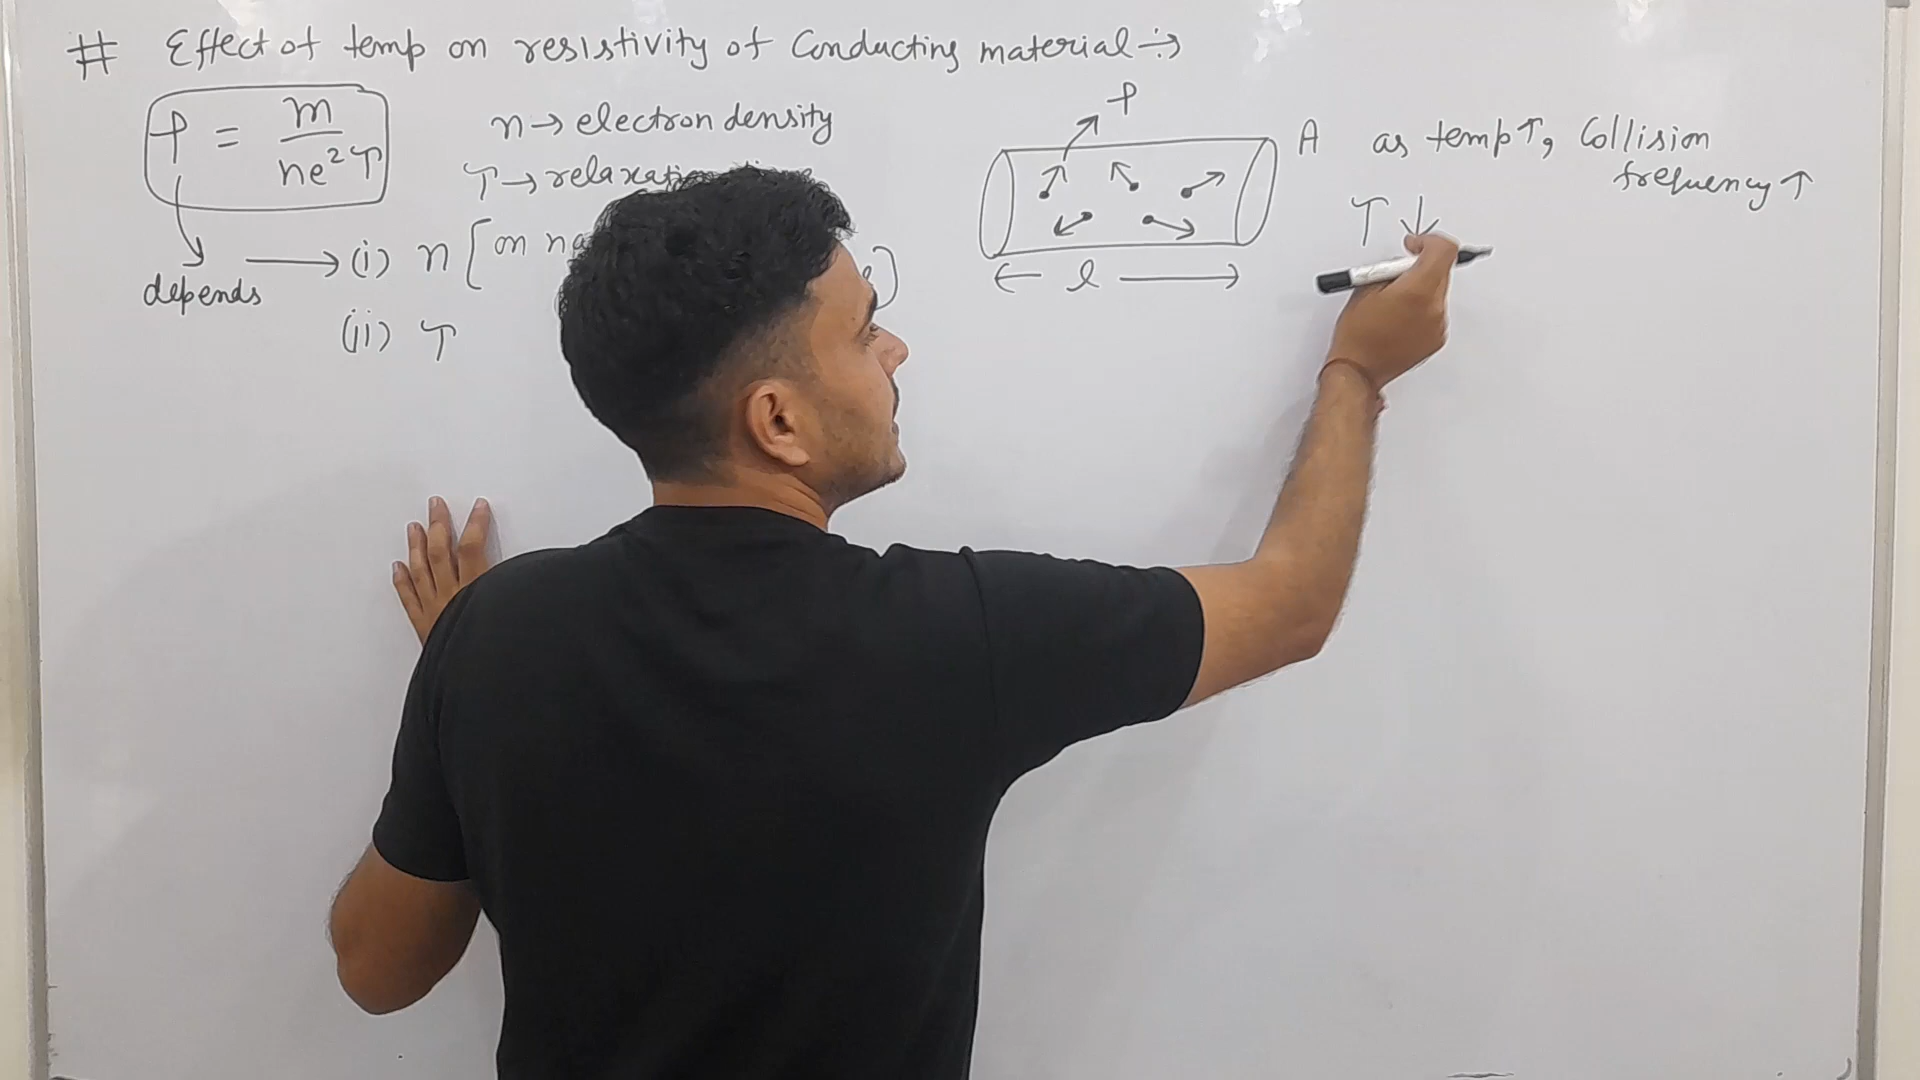 # Effect of temp on resistivity of Conducting material ÷>
ρ = m / ne²τ
n → electron density
τ → relaxation
depends → (i) n [on
(ii) τ
ρ
A
← l →
as temp↑, Collision
frequency ↑
τ ↓